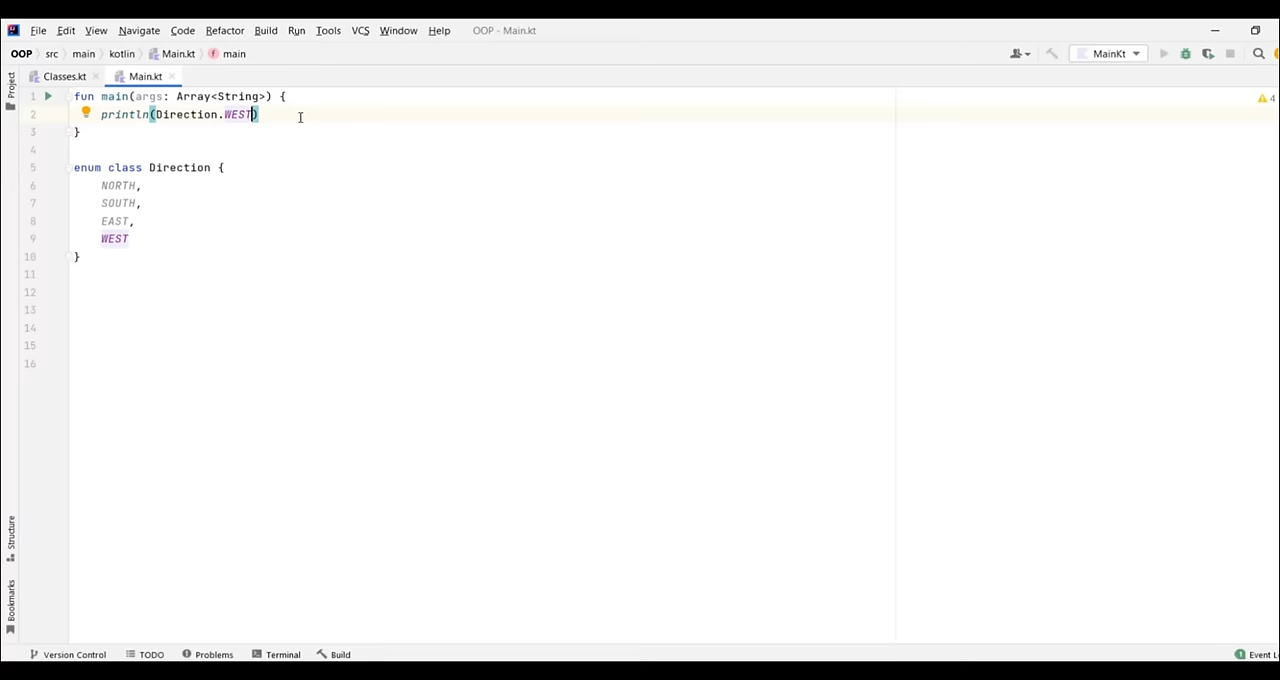 File Edit View Navigate Code Refactor Build Run Tools VCS Window Help OOP - Main.kt
OOP src main kotlin Main.kt main MainKt
Project
Classes.kt Main.kt
1 fun main(args: Array<String>) {
4
2 println(Direction.WEST)
3 }
4
5 enum class Direction {
6 NORTH,
7 SOUTH,
8 EAST,
9 WEST
10 }
11
12
13
14
15
16
Structure
Bookmarks
Version Control TODO Problems Terminal Build
1 Event L